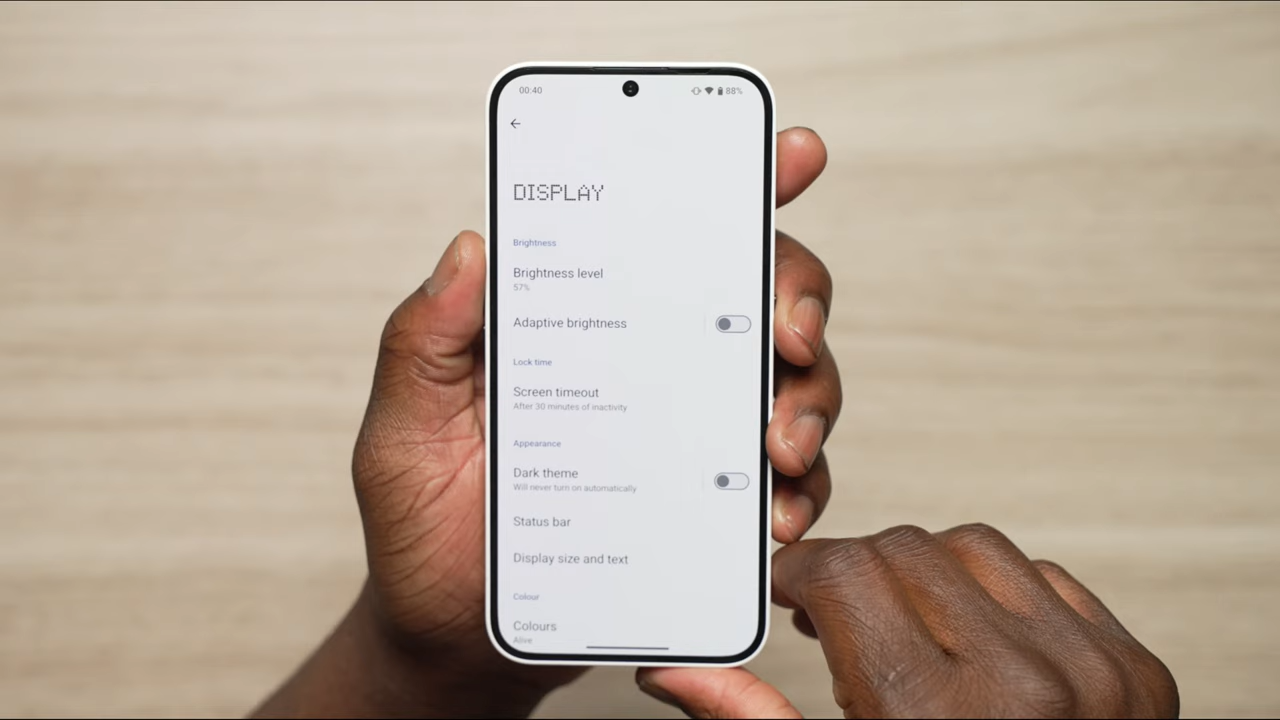 00:40
88%
DISPLAY
Brightness
Brightness level
57%
Adaptive brightness
Lock time
Screen timeout
After 30 minutes of inactivity
Appearance
Dark theme
Will never turn on automatically
Status bar
Display size and text
Colour
Colours
Alive